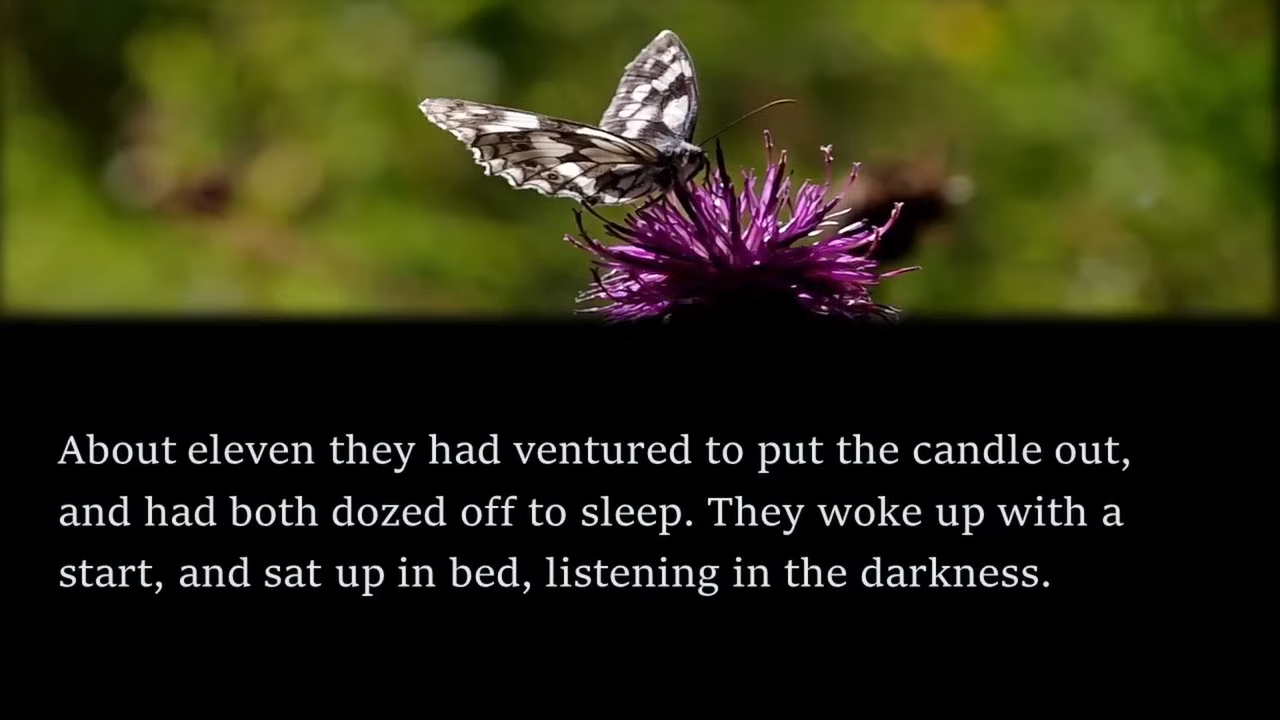 About eleven they had ventured to put the candle out,
and had both dozed off to sleep. They woke up with a
start, and sat up in bed, listening in the darkness.